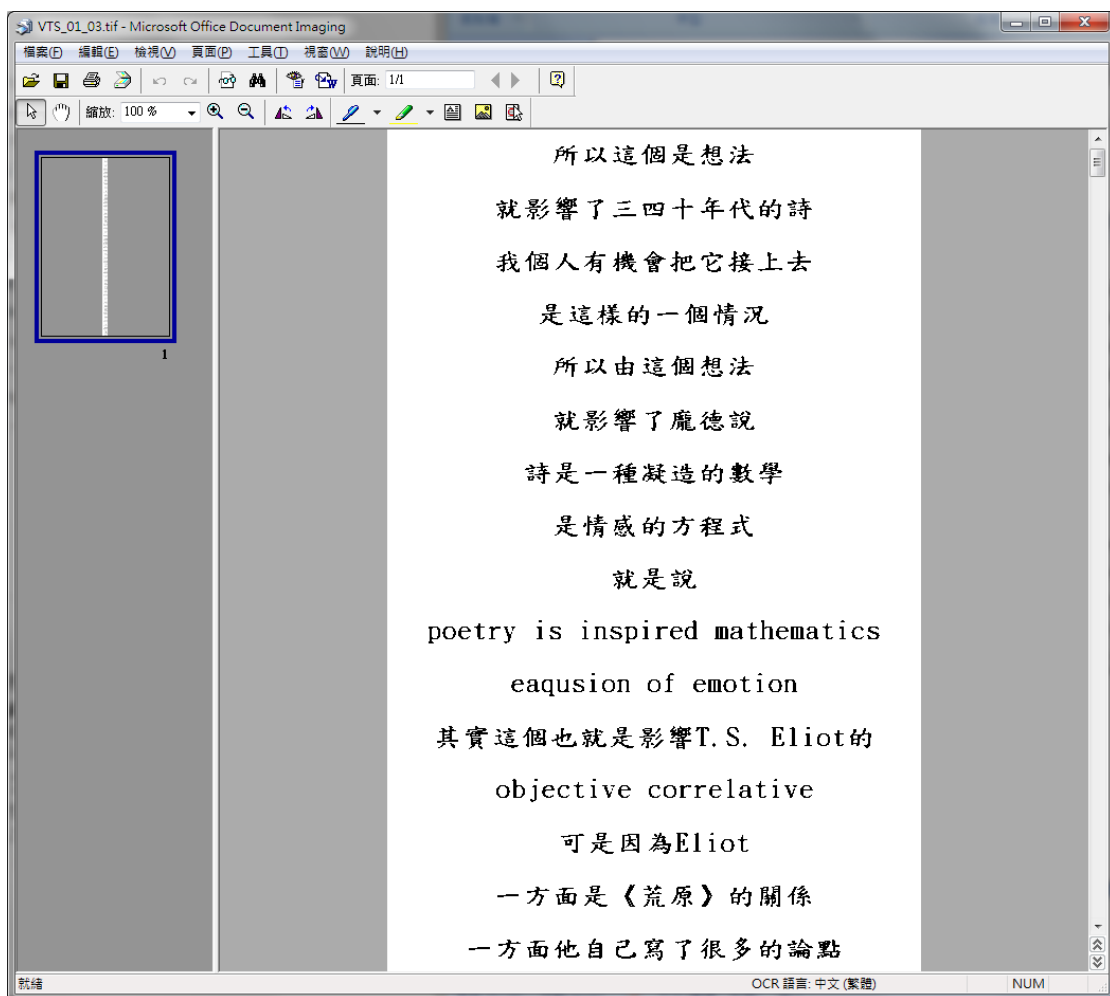 VTS_01_03.tif - Microsoft Office Document Imaging
檔案(F) 編輯(E) 檢視(V) 頁面(P) 工具(T) 視窗(W) 說明(H)
頁面: 1/1
縮放: 100 %
所以這個是想法
就影響了三四十年代的詩
我個人有機會把它接上去
是這樣的一個情況
所以由這個想法
就影響了龐德說
詩是一種凝造的數學
是情感的方程式
就是說
poetry is inspired mathematics
eaqusion of emotion
其實這個也就是影響T.S. Eliot的
objective correlative
可是因為Eliot
一方面是《荒原》的關係
一方面他自己寫了很多的論點
1
就緒
OCR 語言: 中文 (繁體)
NUM